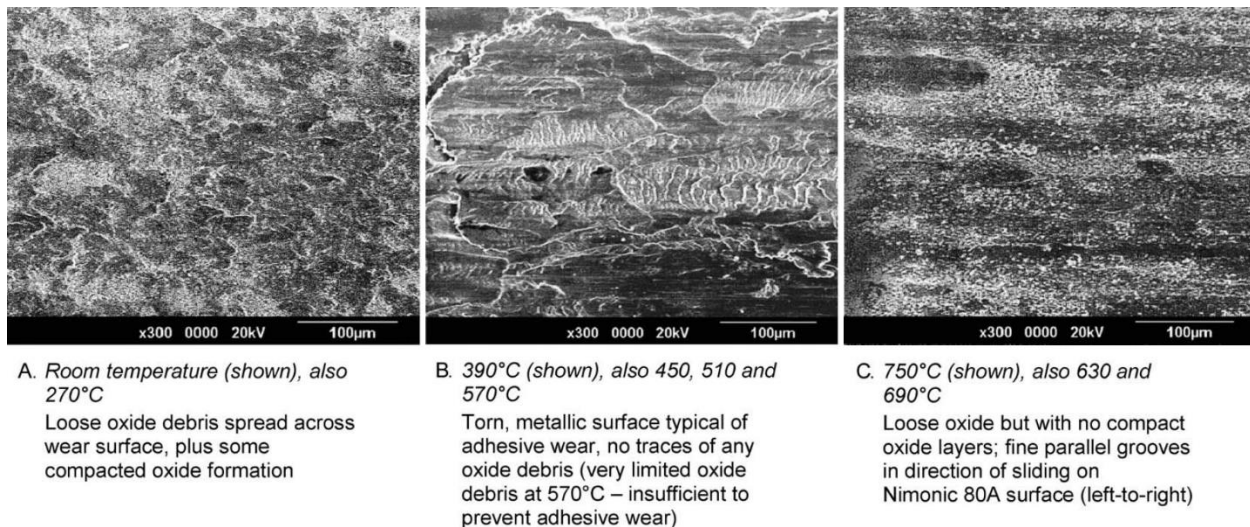 x300 0000 20kV 100µm
x300 0000 20kV 100µm
x300 0000 20kV 100µm
A. Room temperature (shown), also
270°C
Loose oxide debris spread across
wear surface, plus some
compacted oxide formation
B. 390°C (shown), also 450, 510 and
570°C
Torn, metallic surface typical of
adhesive wear, no traces of any
oxide debris (very limited oxide
debris at 570°C – insufficient to
prevent adhesive wear)
C. 750°C (shown), also 630 and
690°C
Loose oxide but with no compact
oxide layers; fine parallel grooves
in direction of sliding on
Nimonic 80A surface (left-to-right)